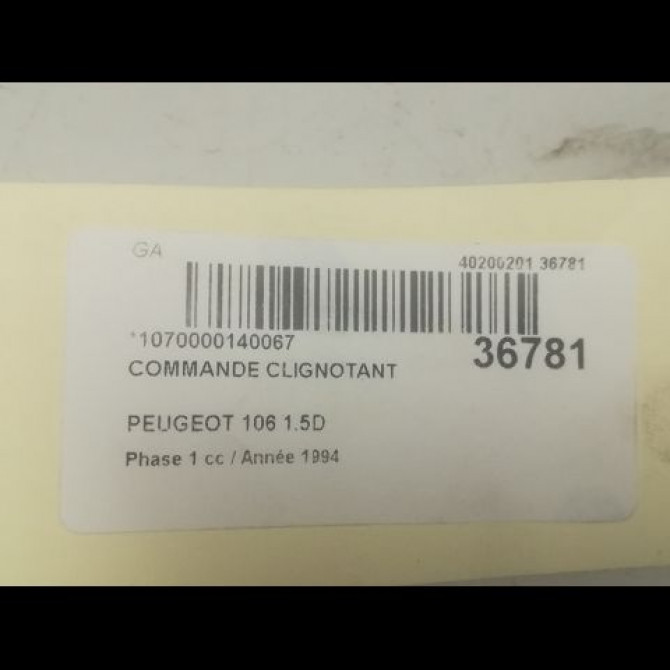 GA
40200201 36781
*1070000140067
36781
COMMANDE CLIGNOTANT
PEUGEOT 106 1.5D
Phase 1 cc / Année 1994